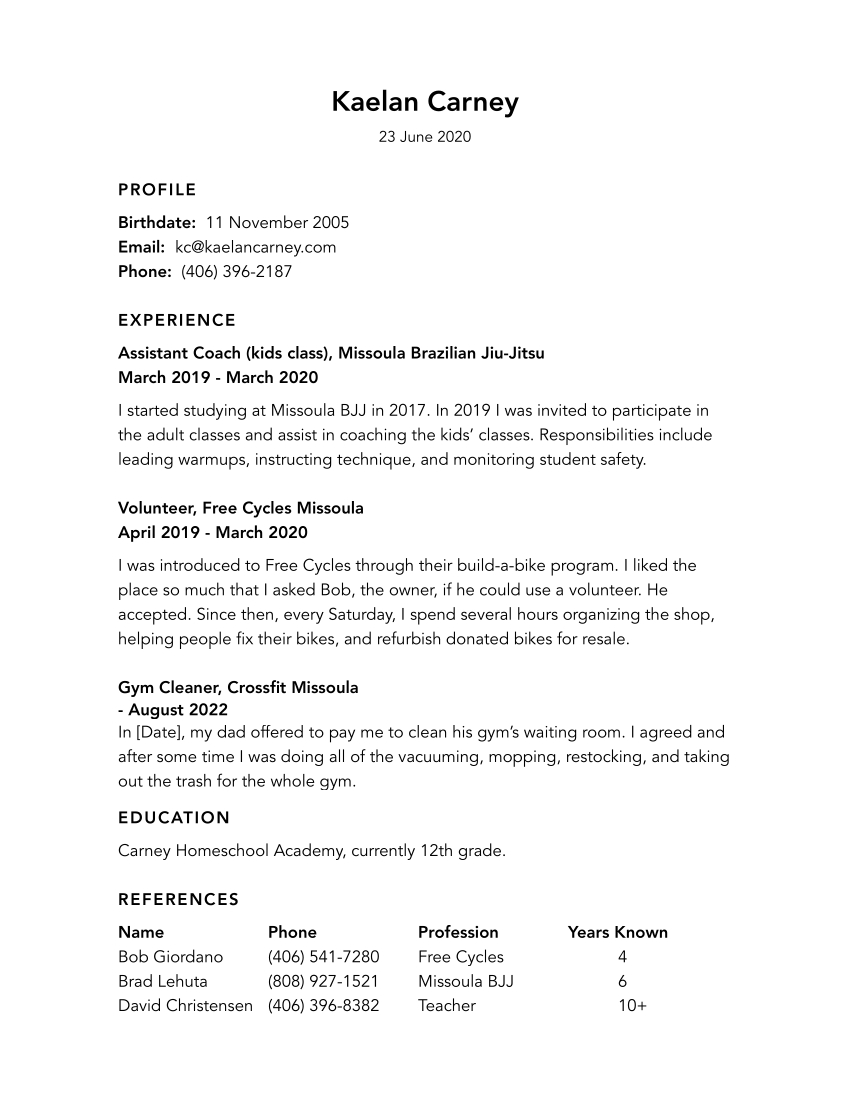 Kaelan Carney
23 June 2020
PROFILE
Birthdate: 11 November 2005
Email: kc@kaelancarney.com
Phone: (406) 396-2187
EXPERIENCE
Assistant Coach (kids class), Missoula Brazilian Jiu-Jitsu
March 2019 - March 2020
I started studying at Missoula BJJ in 2017. In 2019 I was invited to participate in
the adult classes and assist in coaching the kids’ classes. Responsibilities include
leading warmups, instructing technique, and monitoring student safety.
Volunteer, Free Cycles Missoula
April 2019 - March 2020
I was introduced to Free Cycles through their build-a-bike program. I liked the
place so much that I asked Bob, the owner, if he could use a volunteer. He
accepted. Since then, every Saturday, I spend several hours organizing the shop,
helping people fix their bikes, and refurbish donated bikes for resale.
Gym Cleaner, Crossfit Missoula
- August 2022
In [Date], my dad offered to pay me to clean his gym’s waiting room. I agreed and
after some time I was doing all of the vacuuming, mopping, restocking, and taking
out the trash for the whole gym.
EDUCATION
Carney Homeschool Academy, currently 12th grade.
REFERENCES
Name Phone Profession Years Known
Bob Giordano (406) 541-7280 Free Cycles 4
Brad Lehuta (808) 927-1521 Missoula BJJ 6
David Christensen (406) 396-8382 Teacher 10+